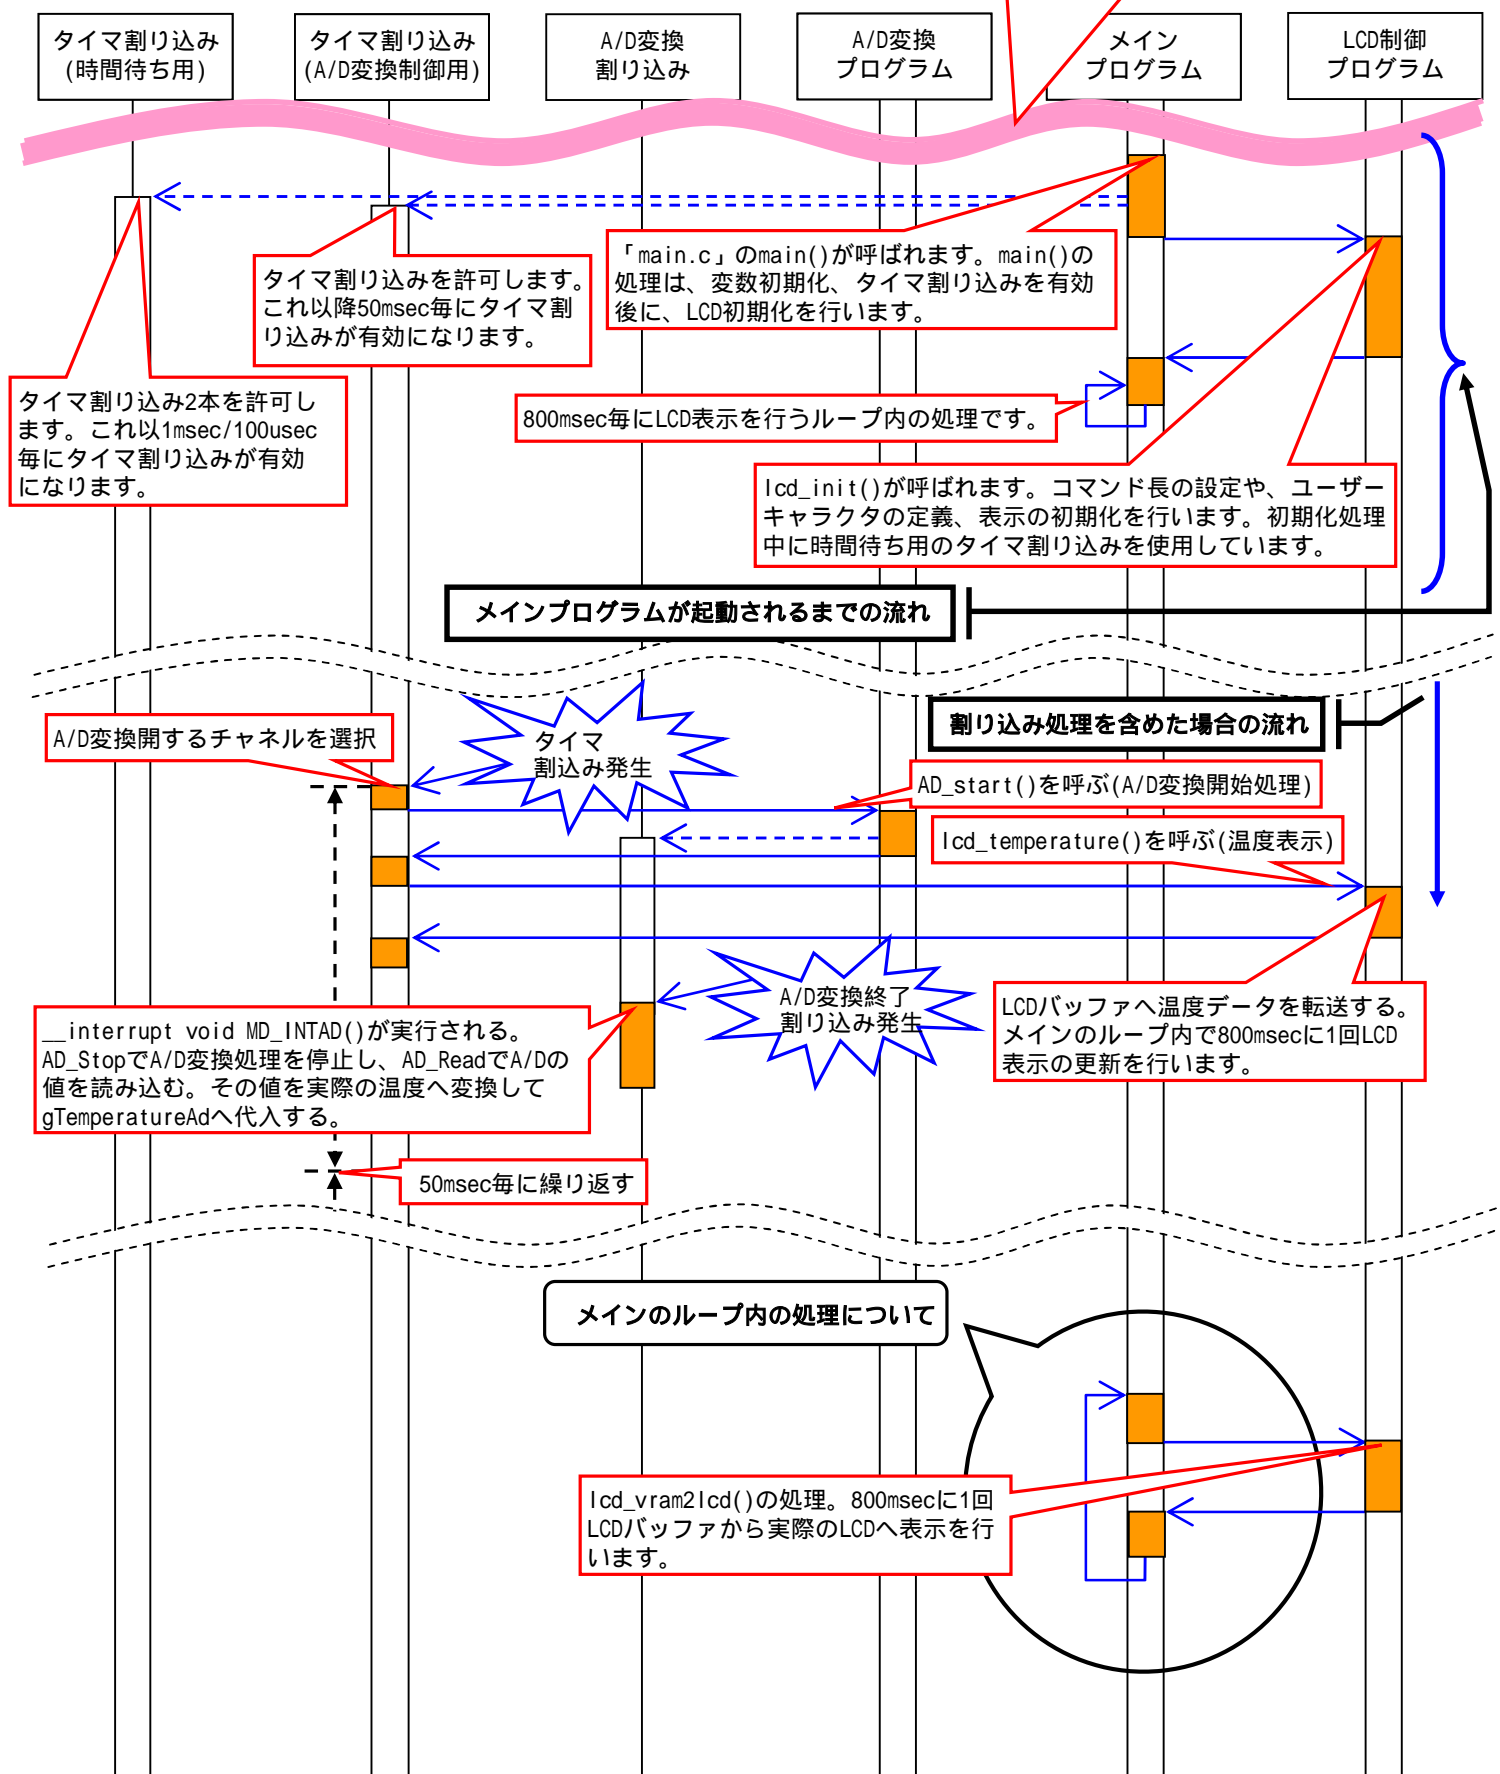 タイマ割り込み
(時間待ち用)
タイマ割り込み
(A/D変換制御用)
A/D変換
割り込み
A/D変換
プログラム
メイン
プログラム
LCD制御
プログラム
「main.c」のmain()が呼ばれます。main()の
処理は、変数初期化、タイマ割り込みを有効
後に、LCD初期化を行います。
タイマ割り込みを許可します。
これ以降50msec毎にタイマ割
り込みが有効になります。
タイマ割り込み2本を許可し
ます。これ以1msec/100usec
毎にタイマ割り込みが有効
になります。
800msec毎にLCD表示を行うループ内の処理です。
lcd_init()が呼ばれます。コマンド長の設定や、ユーザー
キャラクタの定義、表示の初期化を行います。初期化処理
中に時間待ち用のタイマ割り込みを使用しています。
メインプログラムが起動されるまでの流れ
割り込み処理を含めた場合の流れ
A/D変換開するチャネルを選択
タイマ
割込み発生
AD_start()を呼ぶ(A/D変換開始処理)
lcd_temperature()を呼ぶ(温度表示)
A/D変換終了
割り込み発生
LCDバッファへ温度データを転送する。
メインのループ内で800msecに1回LCD
表示の更新を行います。
__interrupt void MD_INTAD()が実行される。
AD_StopでA/D変換処理を停止し、AD_ReadでA/Dの
値を読み込む。その値を実際の温度へ変換して
gTemperatureAdへ代入する。
50msec毎に繰り返す
メインのループ内の処理について
lcd_vram2lcd()の処理。800msecに1回
LCDバッファから実際のLCDへ表示を行
います。